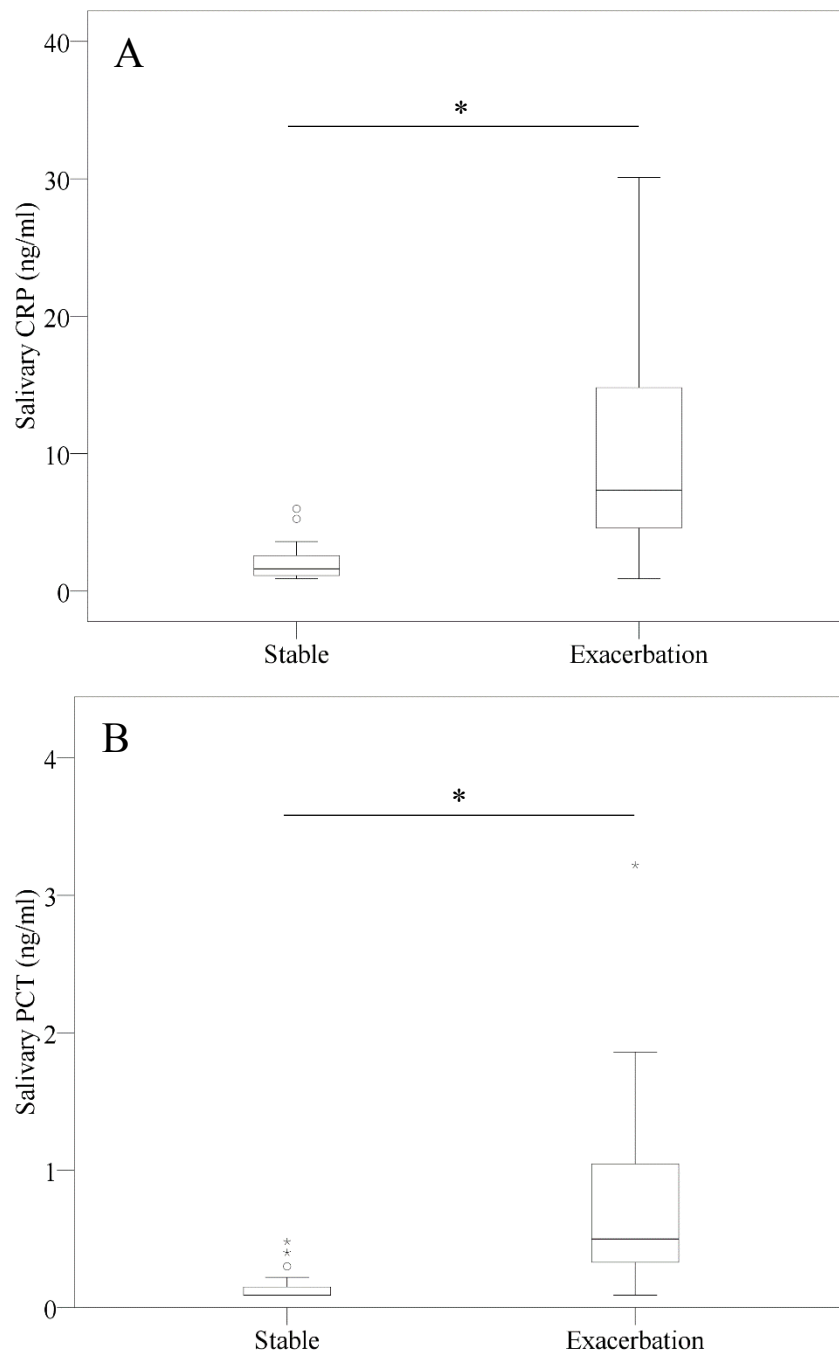 A
*
40
30
20
10
0
Salivary CRP (ng/ml)
Stable Exacerbation
B
*
4
3
2
1
0
Salivary PCT (ng/ml)
*
*
*
Stable Exacerbation